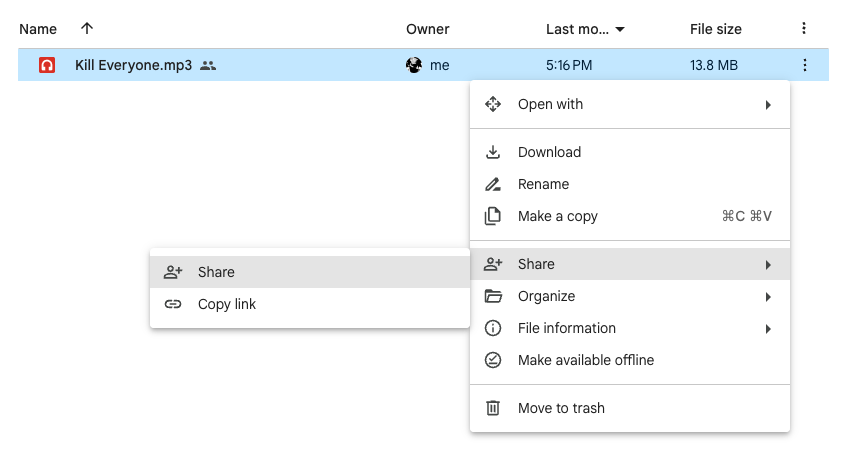 Name Owner Last mo... File size
Kill Everyone.mp3 me 5:16 PM 13.8 MB
Open with
Download
Rename
Make a copy ⌘C ⌘V
Share
Organize
File information
Make available offline
Move to trash
Share
Copy link